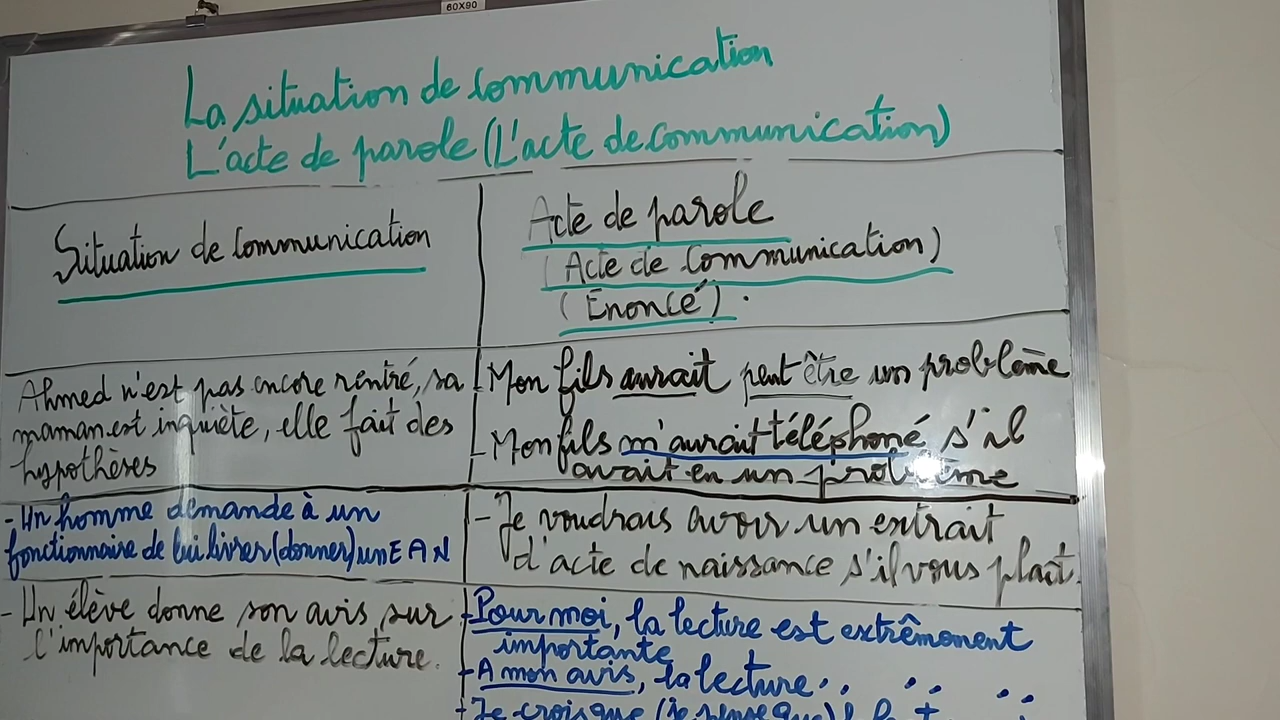 60X90
La situation de communication
L'acte de parole (L'acte de communication)
Situation de Communication
Acte de parole
(Acte de Communication)
(Enoncé).
Ahmed n'est pas encore rentré, sa
maman est inquiète, elle fait des
hypothèses
- Mon fils aurait peut être un problème
- Mon fils m'aurait téléphoné s'il
avait eu un problème
- Un homme demande à un
fonctionnaire de lui livrer (donner) un E A N
- Je voudrais avoir un extrait
d'acte de naissance s'il vous plait.
- Un élève donne son avis sur
l'importance de la lecture.
- Pour moi, la lecture est extrêmement
importante
- A mon avis, la lecture . . . . .
- Je crois que (je pense que)